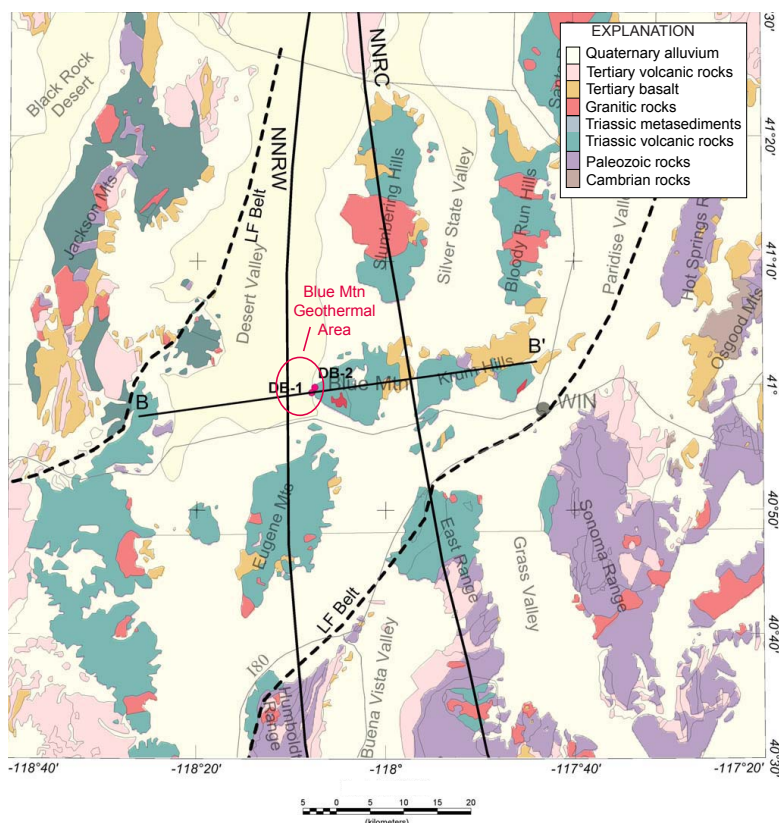 EXPLANATION
Quaternary alluvium
Tertiary volcanic rocks
Tertiary basalt
Granitic rocks
Triassic metasediments
Triassic volcanic rocks
Paleozoic rocks
Cambrian rocks
Black Rock
Desert
Jackson Mts
LF Belt
NNRW
NNRC
Desert Valley
Slumbering Hills
Silver State Valley
Bloody Run Hills
Paridise Valley
Hot Springs R
Osgood Mts
41°20'
41°10'
41°
40°50'
40°40'
40°30'
Blue Mtn
Geothermal
Area
DB-1
DB-2
Blue Mtn
Krum Hills
B
B'
WIN
Eugene Mts
East Range
Grass Valley
Sonoma Range
LF Belt
I80
Humboldt
Range
Buena Vista Valley
-118°40'
-118°20'
-118°
-117°40'
-117°20'
5 0 5 10 15 20
(kilometers)